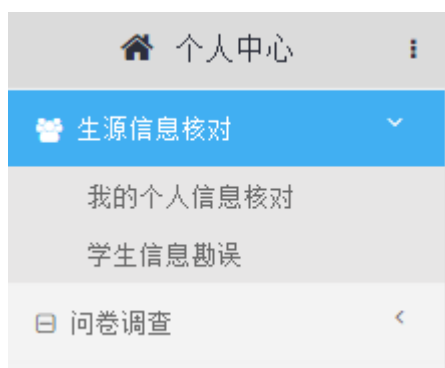 个人中心
生源信息核对
我的个人信息核对
学生信息勘误
问卷调查